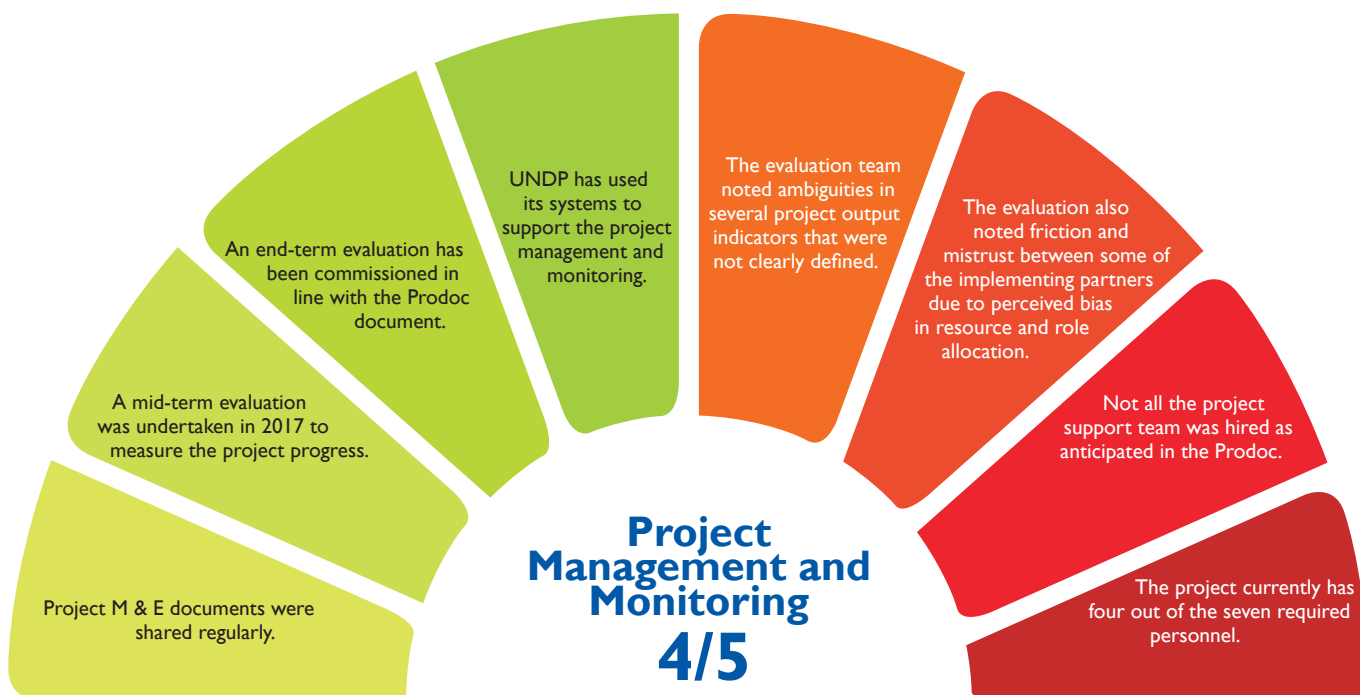 Project M & E documents were
shared regularly.
A mid-term evaluation
was undertaken in 2017 to
measure the project progress.
An end-term evaluation has
been commissioned in
line with the Prodoc
document.
UNDP has used
its systems to
support the project
management and
monitoring.
The evaluation team
noted ambiguities in
several project output
indicators that were
not clearly defined.
The evaluation also
noted friction and
mistrust between some of
the implementing partners
due to perceived bias
in resource and role
allocation.
Not all the project
support team was hired as
anticipated in the Prodoc.
The project currently has
four out of the seven required
personnel.
Project
Management and
Monitoring
4/5